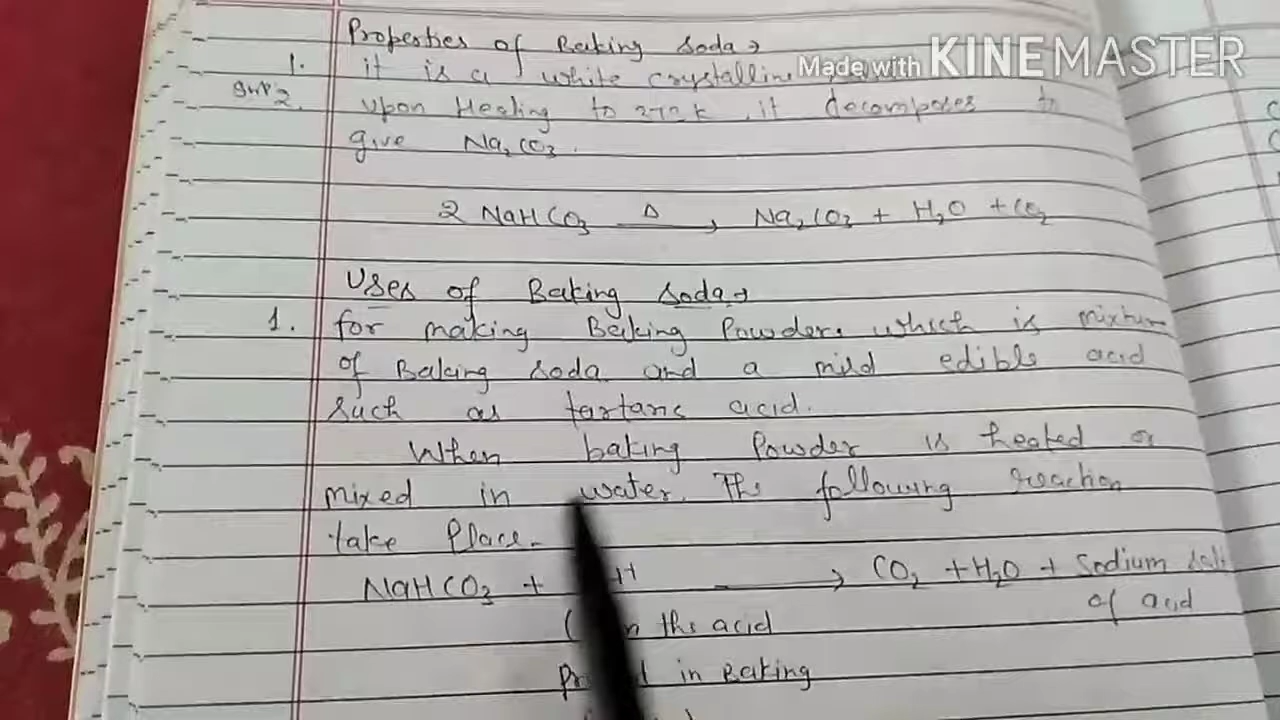 Properties of Baking Soda→
1. it is a white crystalline
Made with KINEMASTER
2. upon Heating to 272K, it decomposes to
give Na2CO3.
2 NaHCO3 Δ→ Na2CO3 + H2O + CO2
Uses of Baking Soda→
1. for making Baking Powder. which is mixture
of Baking Soda and a mild edible acid
such as tartaric acid.
When baking Powder is heated or
mixed in water. The following reaction
take Place-
NaHCO3 + H+ → CO2 + H2O + Sodium salt
of acid
the acid
in Baking